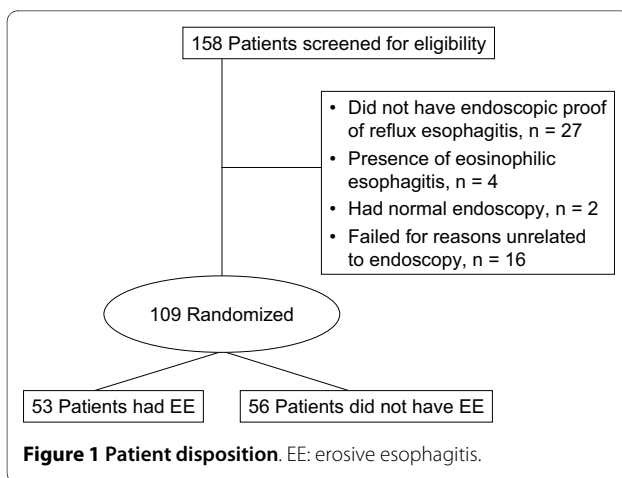 158 Patients screened for eligibility
• Did not have endoscopic proof
of reflux esophagitis, n = 27
• Presence of eosinophilic
esophagitis, n = 4
• Had normal endoscopy, n = 2
• Failed for reasons unrelated
to endoscopy, n = 16
109 Randomized
53 Patients had EE
56 Patients did not have EE
Figure 1 Patient disposition. EE: erosive esophagitis.